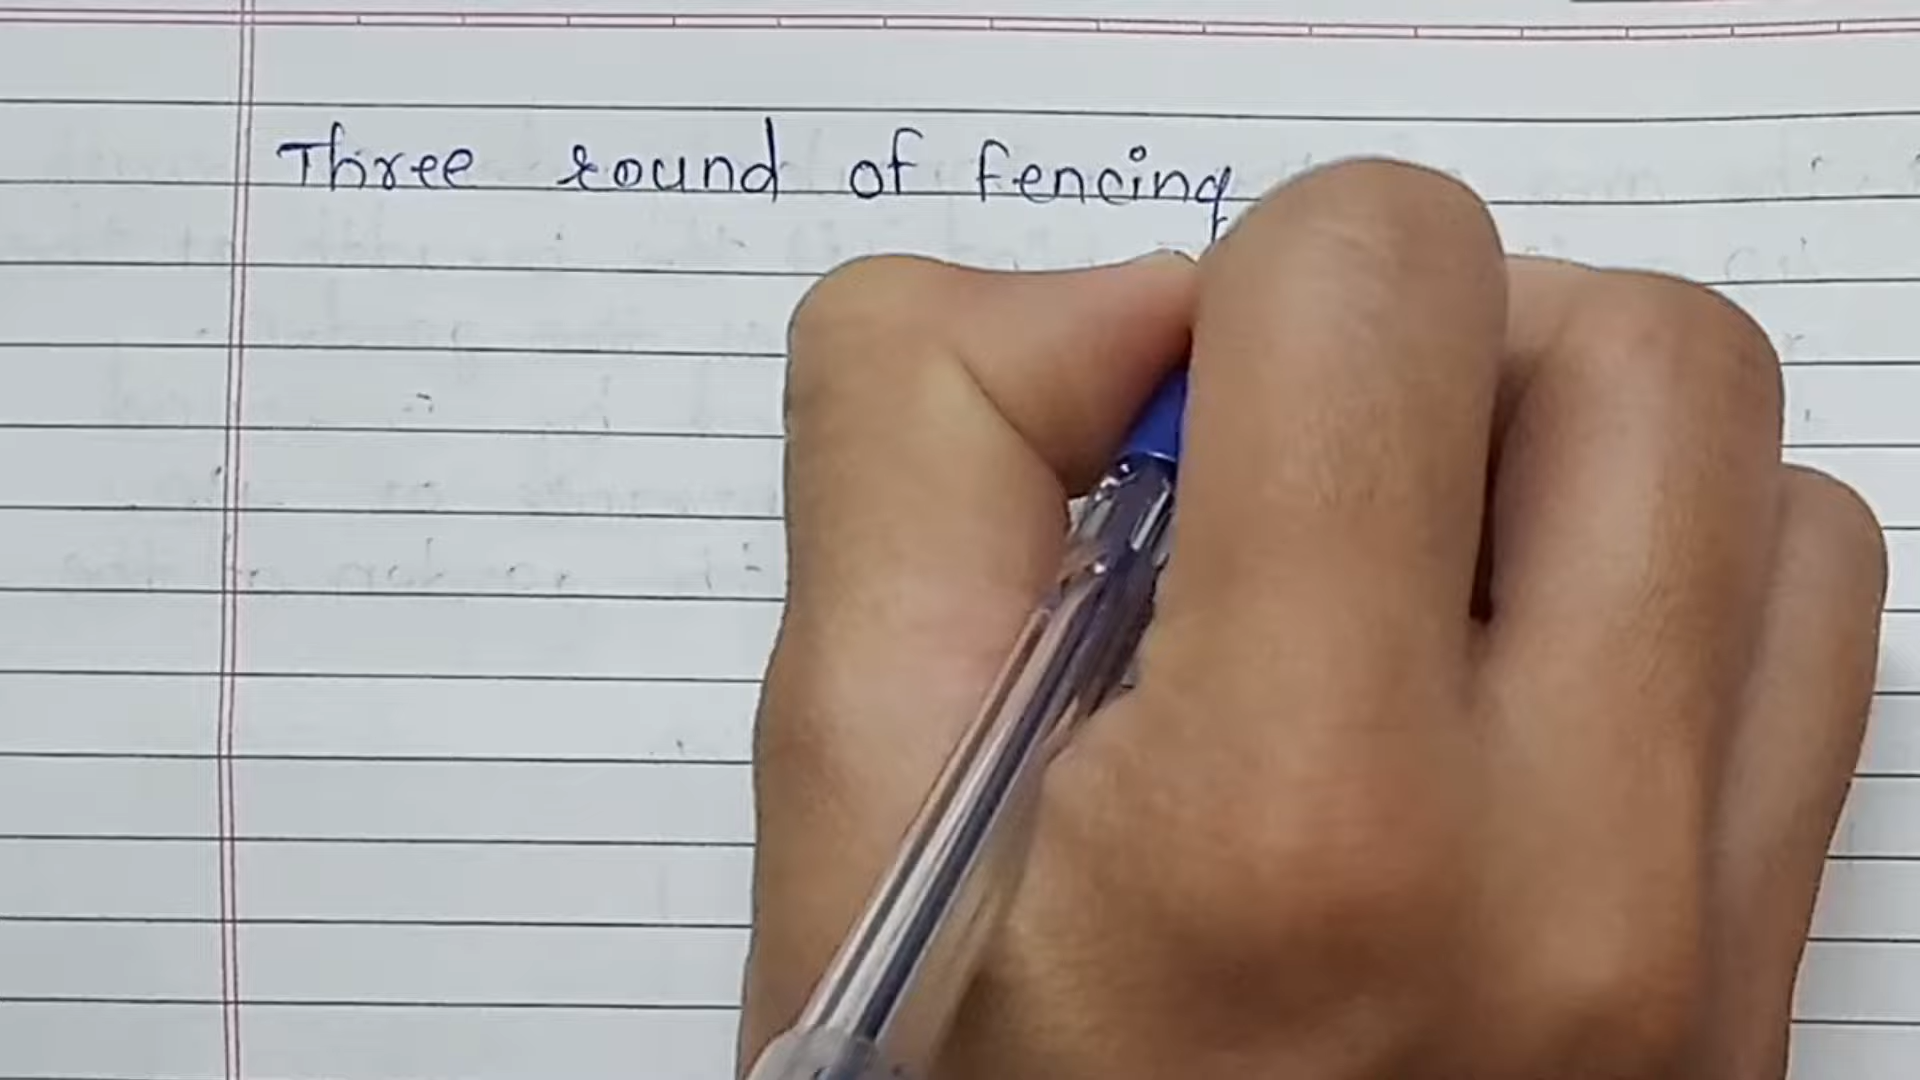 Three round of fencing